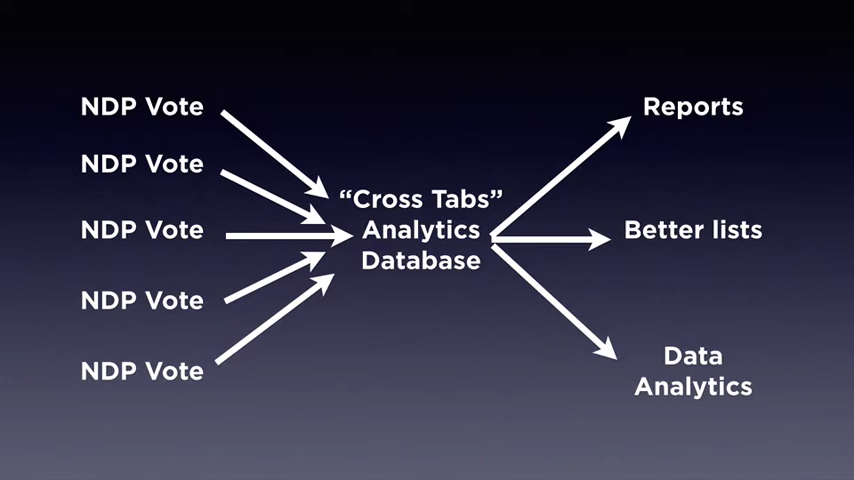 NDP Vote
NDP Vote
NDP Vote
NDP Vote
NDP Vote
“Cross Tabs”
Analytics
Database
Reports
Better lists
Data
Analytics